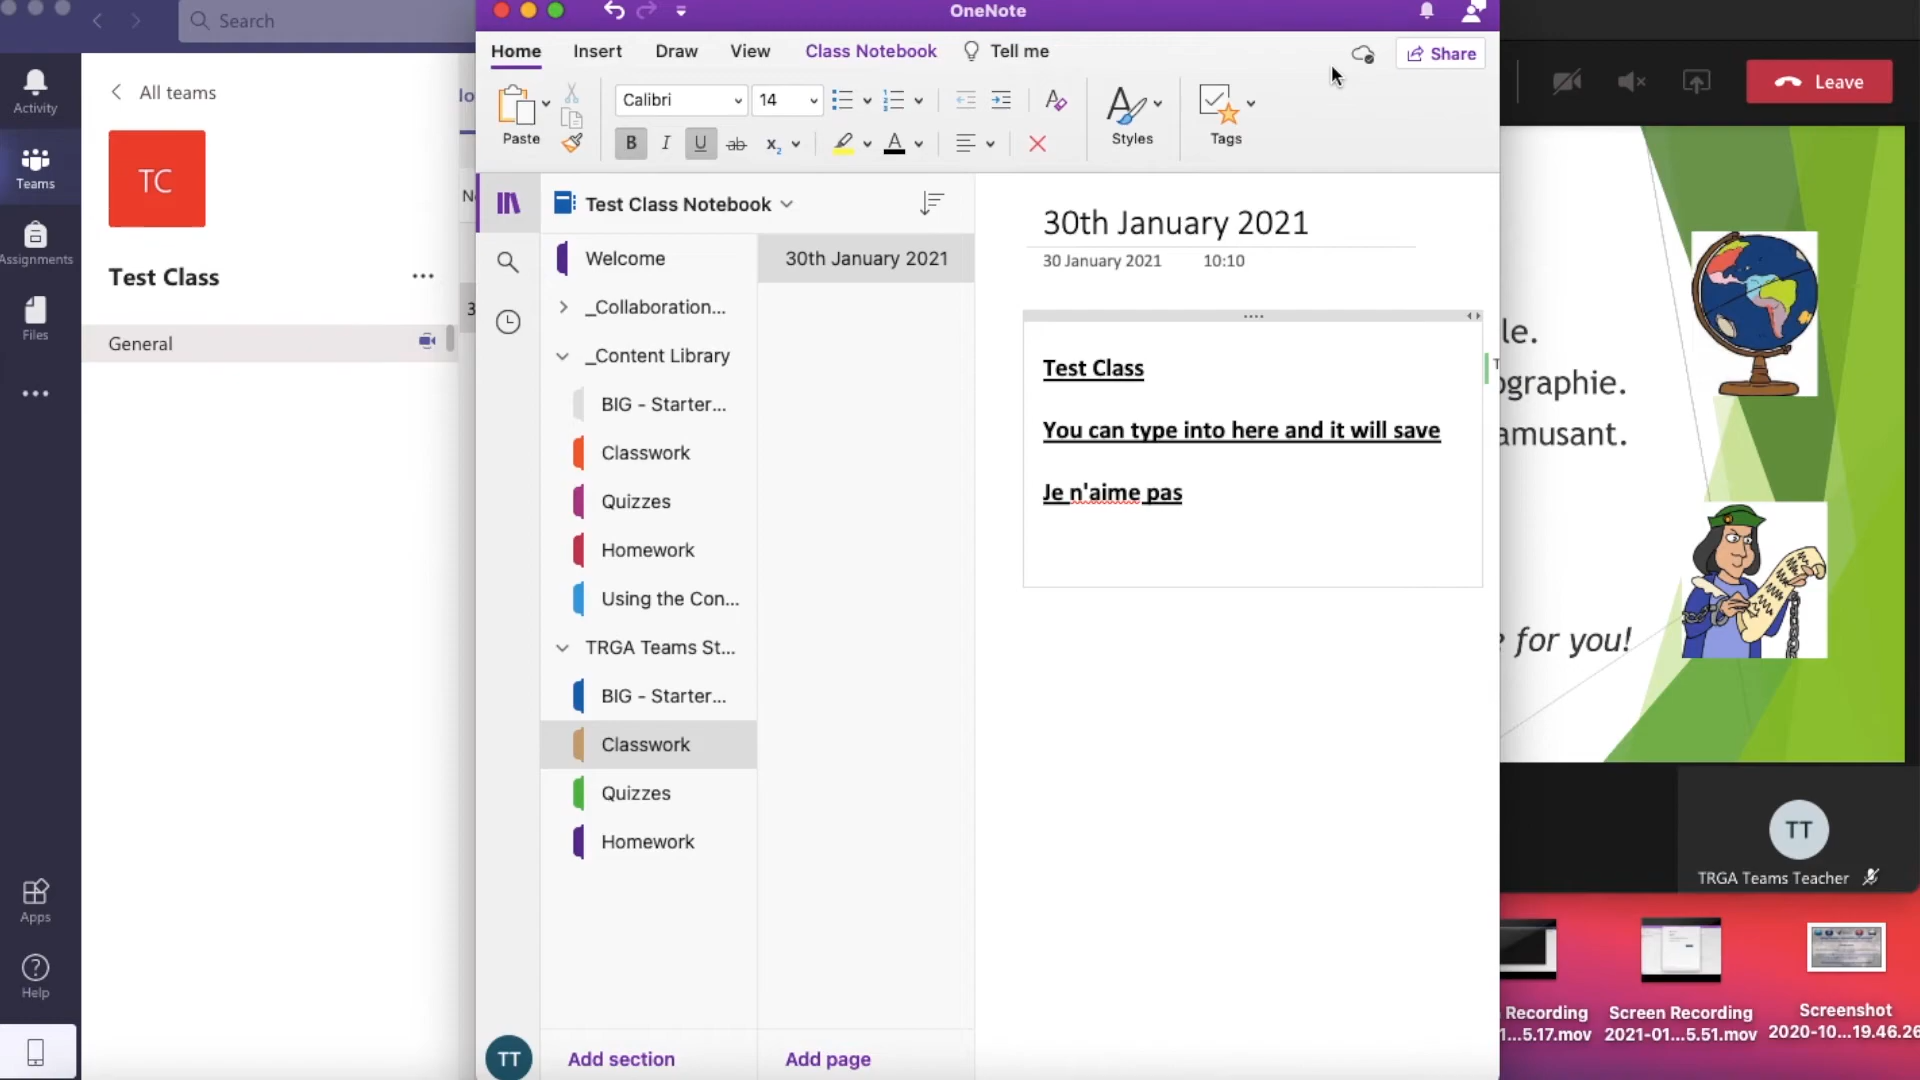 Search
Activity
Teams
Assignments
Files
Apps
Help
All teams
TC
Test Class
General
OneNote
Home
Insert
Draw
View
Class Notebook
Tell me
Share
Paste
Calibri
14
Styles
Tags
Test Class Notebook
Welcome
_Collaboration...
_Content Library
BIG - Starter...
Classwork
Quizzes
Homework
Using the Con...
TRGA Teams St...
BIG - Starter...
Classwork
Quizzes
Homework
30th January 2021
TT
Add section
Add page
30th January 2021
30 January 2021 10:10
Test Class
You can type into here and it will save
Je n'aime pas
Leave
le.
ographie.
amusant.
for you!
TT
TRGA Teams Teacher
Recording
1...5.17.mov
Screen Recording
2021-01...5.51.mov
Screenshot
2020-10...19.46.26